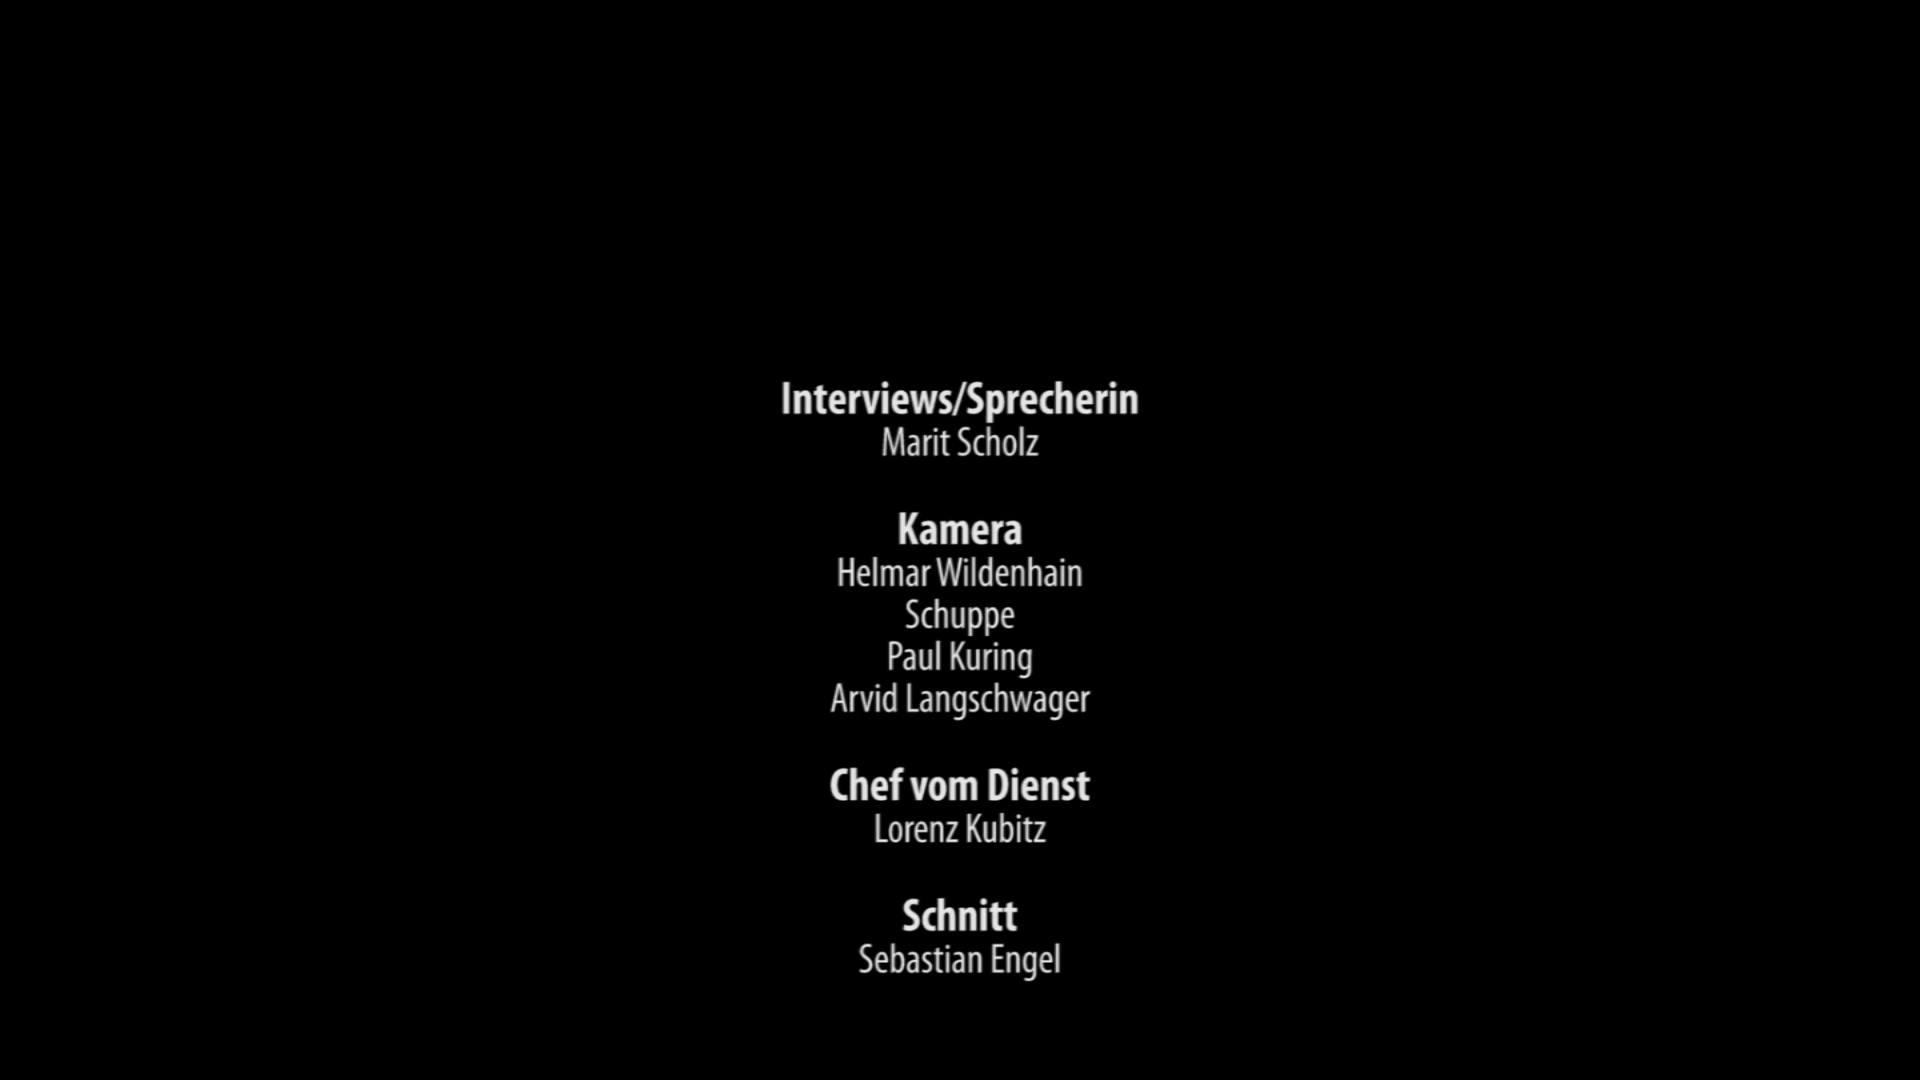 Interviews/Sprecherin
Marit Scholz
Kamera
Helmar Wildenhain
Schuppe
Paul Kuring
Arvid Langschwager
Chef vom Dienst
Lorenz Kubitz
Schnitt
Sebastian Engel